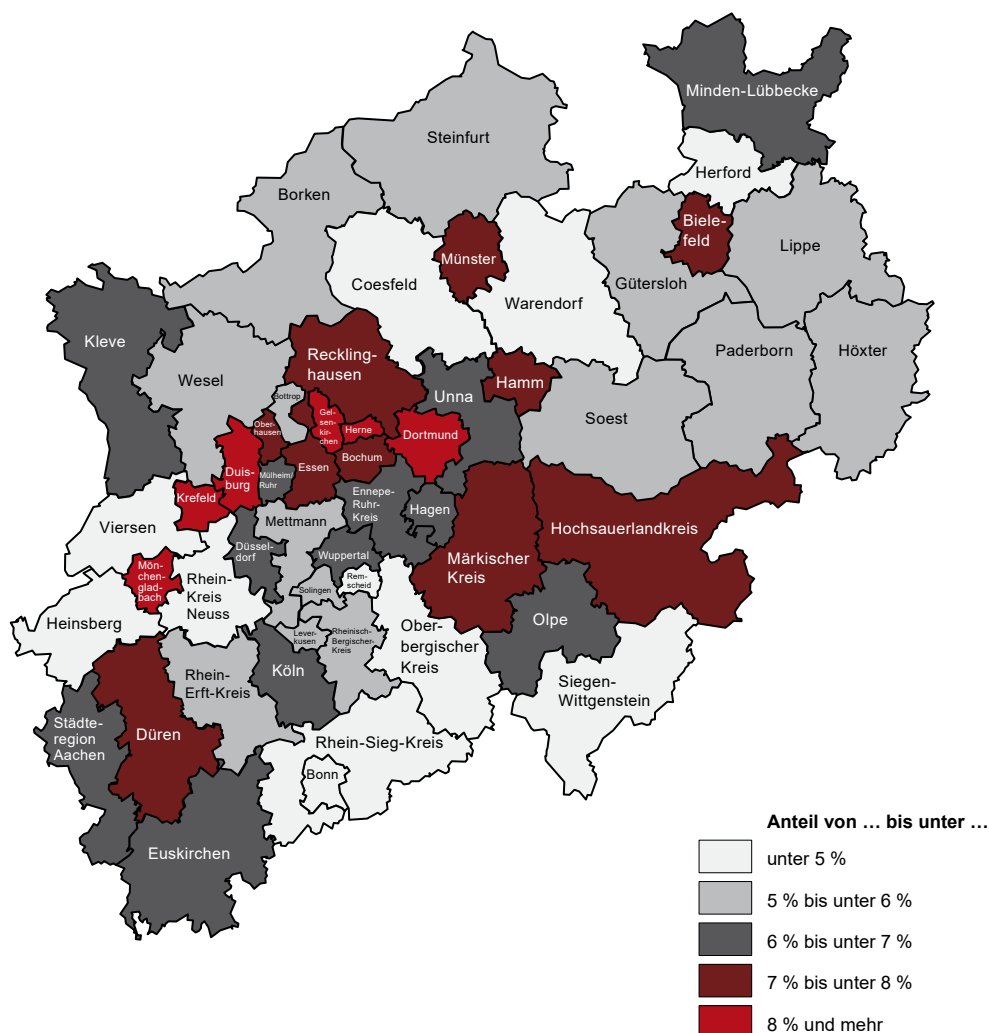 Minden-Lübbecke
Steinfurt
Herford
Borken
Biele-
feld
Lippe
Münster
Coesfeld
Gütersloh
Warendorf
Kleve
Reckling-
hausen
Paderborn
Höxter
Wesel
Hamm
Unna
Bottrop
Soest
Gel-
sen-
kirchen
Ober-
hausen
Herne
Dortmund
Bochum
Essen
Duis-
burg
Mülheim/
Ruhr
Krefeld
Ennepe-
Ruhr-
Kreis
Hagen
Viersen
Mettmann
Hochsauerlandkreis
Düssel-
dorf
Wuppertal
Märkischer
Kreis
Mön-
chen-
glad-
bach
Rhein-
Kreis
Neuss
Rem-
scheid
Solingen
Heinsberg
Olpe
Lever-
kusen
Rheinisch-
Bergischer-
Kreis
Ober-
bergischer
Kreis
Köln
Rhein-
Erft-Kreis
Siegen-
Wittgenstein
Städte-
region
Aachen
Düren
Rhein-Sieg-Kreis
Bonn
Euskirchen
Anteil von … bis unter …
unter 5 %
5 % bis unter 6 %
6 % bis unter 7 %
7 % bis unter 8 %
8 % und mehr